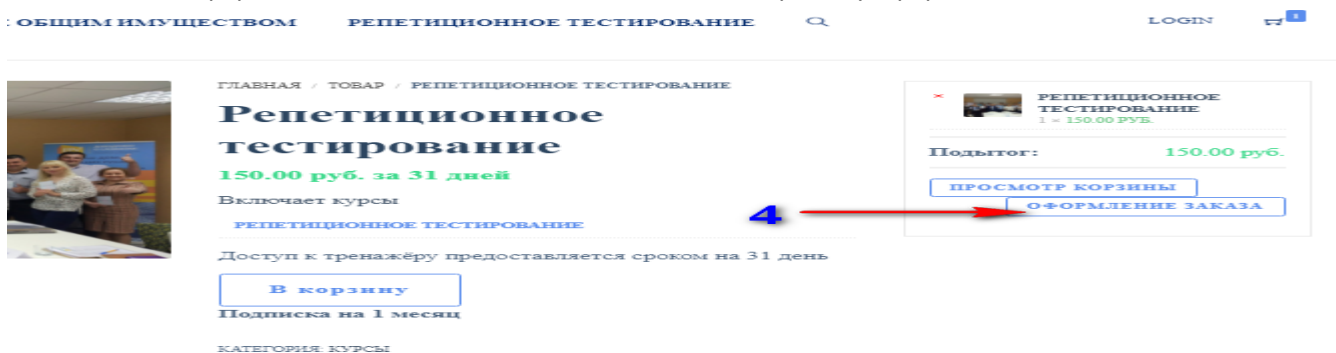 ОБЩИМ ИМУЩЕСТВОМ РЕПЕТИЦИОННОЕ ТЕСТИРОВАНИЕ LOGIN 1
ГЛАВНАЯ / ТОВАР / РЕПЕТИЦИОННОЕ ТЕСТИРОВАНИЕ
Репетиционное
тестирование
150.00 руб. за 31 дней
Включает курсы
РЕПЕТИЦИОННОЕ ТЕСТИРОВАНИЕ
Доступ к тренажёру предоставляется сроком на 31 день
В корзину
Подписка на 1 месяц
КАТЕГОРИЯ: КУРСЫ
× РЕПЕТИЦИОННОЕ
ТЕСТИРОВАНИЕ
1 × 150.00 РУБ.
Подытог: 150.00 руб.
ПРОСМОТР КОРЗИНЫ
4 ОФОРМЛЕНИЕ ЗАКАЗА